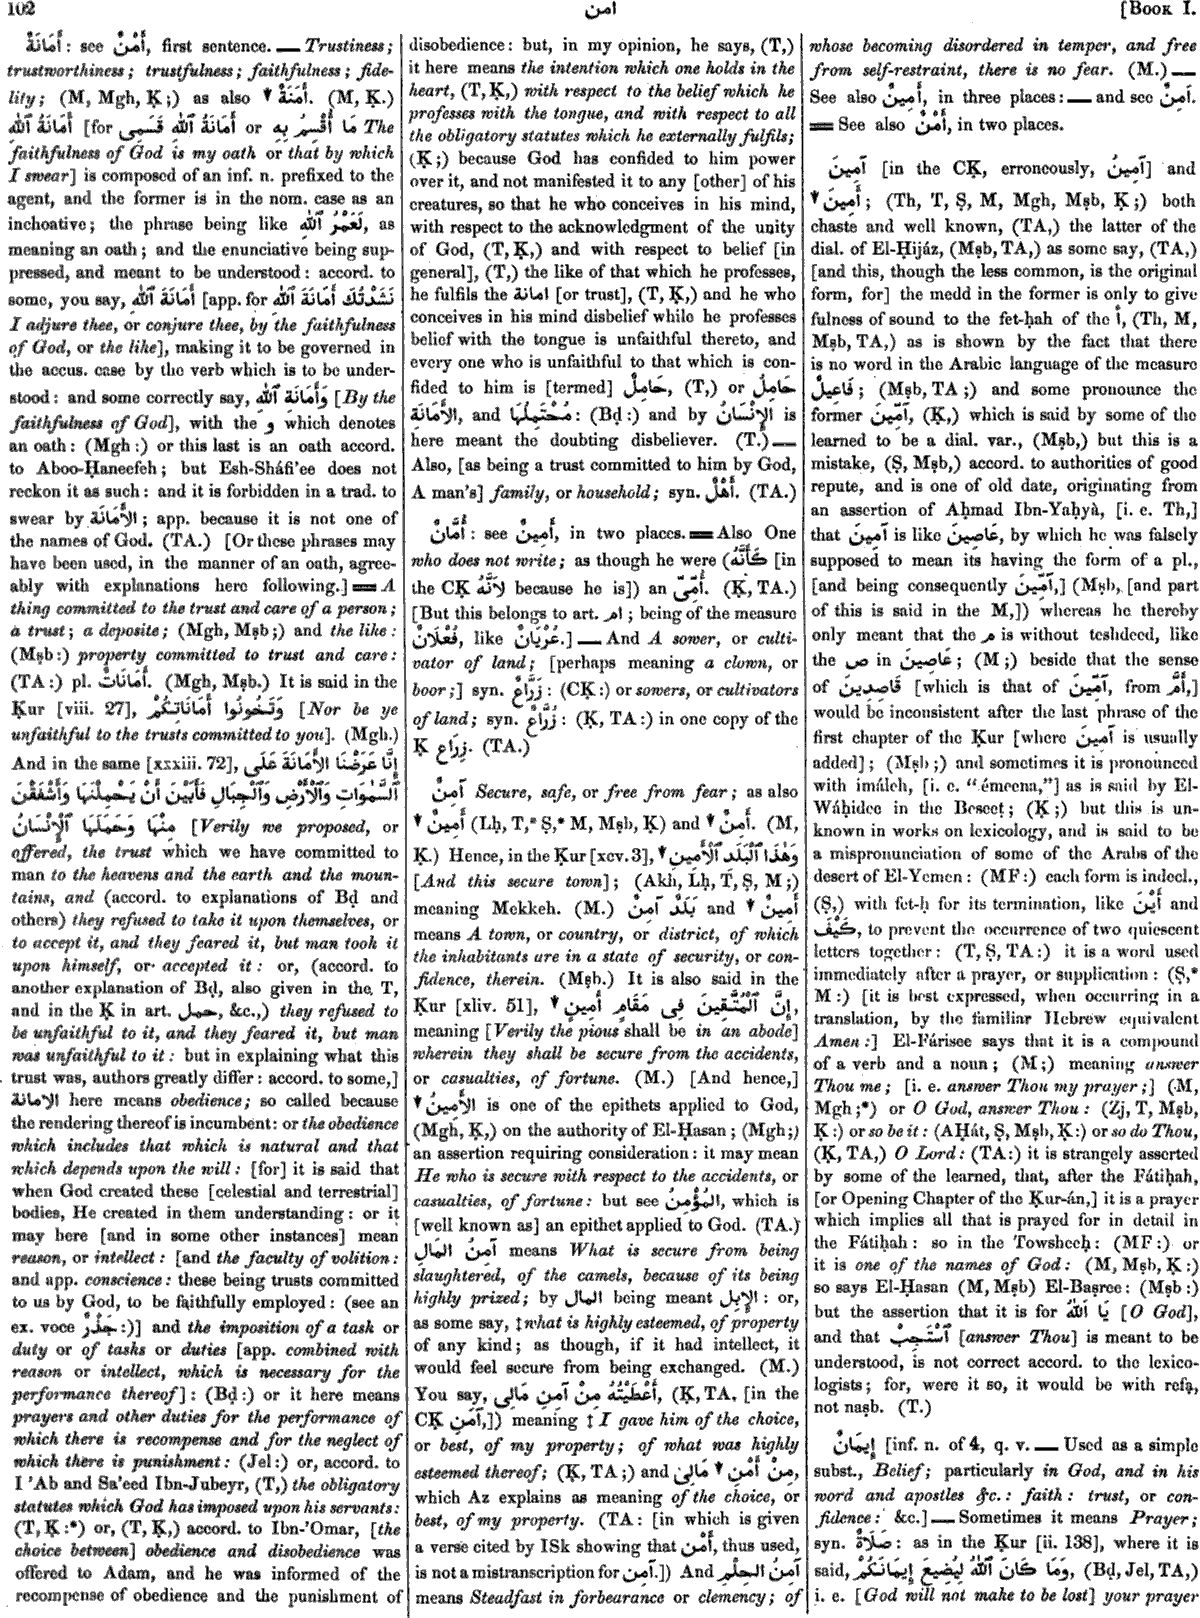 102
امن
[BOOK I.
أَمَانَةٌ: see أَمْنٌ, first sentence. — Trustiness;
trustworthiness; trustfulness; faithfulness; fide-
lity; (M, Mgh, Ḳ;) as also ▼ أَمَنَةٌ. (M, Ḳ.)
أَمَانَةُ ٱللّٰهِ [for أَمَانَةُ ٱللّٰهِ قَسَمِى or مَا أُقْسِمُ بِهِ The
faithfulness of God is my oath or that by which
I swear] is composed of an inf. n. prefixed to the
agent, and the former is in the nom. case as an
inchoative; the phrase being like لَعَمْرُ ٱللّٰهِ, as
meaning an oath; and the enunciative being sup-
pressed, and meant to be understood: accord. to
some, you say, أَمَانَةَ ٱللّٰهِ [app. for نَشَدْتُكَ أَمَانَةَ ٱللّٰهِ
I adjure thee, or conjure thee, by the faithfulness
of God, or the like], making it to be governed in
the accus. case by the verb which is to be under-
stood: and some correctly say, وَأَمَانَةِ ٱللّٰهِ [By the
faithfulness of God], with the و which denotes
an oath: (Mgh:) or this last is an oath accord.
to Aboo-Ḥaneefeh; but Esh-Sháfi'ee does not
reckon it as such: and it is forbidden in a trad. to
swear by الأَمَانَة; app. because it is not one of
the names of God. (TA.) [Or these phrases may
have been used, in the manner of an oath, agree-
ably with explanations here following.] = A
thing committed to the trust and care of a person;
a trust; a deposite; (Mgh, Mṣb;) and the like:
(Mṣb:) property committed to trust and care:
(TA:) pl. أَمَانَاتٌ. (Mgh, Mṣb.) It is said in the
Ḳur [viii. 27], وَتَخُونُوا أَمَانَاتِكُمْ [Nor be ye
unfaithful to the trusts committed to you]. (Mgh.)
And in the same [xxxiii. 72], إِنَّا عَرَضْنَا الأَمَانَةَ عَلَى
ٱلسَّمٰوَاتِ وَٱلْأَرْضِ وَٱلْجِبَالِ فَأَبَيْنَ أَنْ يَحْمِلْنَهَا وَأَشْفَقْنَ
مِنْهَا وَحَمَلَهَا ٱلْإِنْسَانُ [Verily we proposed, or
offered, the trust which we have committed to
man to the heavens and the earth and the moun-
tains, and (accord. to explanations of Bḍ and
others) they refused to take it upon themselves, or
to accept it, and they feared it, but man took it
upon himself, or accepted it: or, (accord. to
another explanation of Bḍ, also given in the T,
and in the Ḳ in art. حمل, &c.,) they refused to
be unfaithful to it, and they feared it, but man
was unfaithful to it: but in explaining what this
trust was, authors greatly differ: accord. to some,]
الامانة here means obedience; so called because
the rendering thereof is incumbent: or the obedience
which includes that which is natural and that
which depends upon the will: [for] it is said that
when God created these [celestial and terrestrial]
bodies, He created in them understanding: or it
may here [and in some other instances] mean
reason, or intellect: [and the faculty of volition:
and app. conscience: these being trusts committed
to us by God, to be faithfully employed: (see an
ex. voce جَذْرٌ:)] and the imposition of a task or
duty or of tasks or duties [app. combined with
reason or intellect, which is necessary for the
performance thereof]: (Bḍ:) or it here means
prayers and other duties for the performance of
which there is recompense and for the neglect of
which there is punishment: (Jel:) or, accord. to
I 'Ab and Sa'eed Ibn-Jubeyr, (T,) the obligatory
statutes which God has imposed upon his servants:
(T, Ḳ:*) or, (T, Ḳ,) accord. to Ibn-'Omar, [the
choice between] obedience and disobedience was
offered to Adam, and he was informed of the
recompense of obedience and the punishment of
disobedience: but, in my opinion, he says, (T,)
it here means the intention which one holds in the
heart, (T, Ḳ,) with respect to the belief which he
professes with the tongue, and with respect to all
the obligatory statutes which he externally fulfils;
(Ḳ;) because God has confided to him power
over it, and not manifested it to any [other] of his
creatures, so that he who conceives in his mind,
with respect to the acknowledgment of the unity
of God, (T, Ḳ,) and with respect to belief [in
general], (T,) the like of that which he professes,
he fulfils the امانة [or trust], (T, Ḳ,) and he who
conceives in his mind disbelief while he professes
belief with the tongue is unfaithful thereto, and
every one who is unfaithful to that which is con-
fided to him is [termed] حَامِلٌ, (T,) or حَامِلُ
الأَمَانَةِ, and مُحْتَمِلُهَا: (Bḍ:) and by الإِنْسَانُ is
here meant the doubting disbeliever. (T.) —
Also, [as being a trust committed to him by God,
A man's] family, or household; syn. أَهْلٌ. (TA.)
أُمَّانٌ: see أَمِينٌ, in two places. = Also One
who does not write; as though he were (كَأَنَّهُ [in
the CḲ لِأَنَّهُ because he is]) an أُمِّىّ. (Ḳ, TA.)
[But this belongs to art. ام; being of the measure
فُعْلَانٌ, like عُرْيَانٌ.] — And A sower, or culti-
vator of land; [perhaps meaning a clown, or
boor;] syn. زَرَّاعٌ: (CḲ:) or sowers, or cultivators
of land; syn. زُرَّاعٌ: (Ḳ, TA:) in one copy of the
Ḳ زِرَاع. (TA.)
آمِنٌ Secure, safe, or free from fear; as also
▼ أَمِينٌ (Lḥ, T,* Ṣ,* M, Mṣb, Ḳ) and ▼ أَمِنٌ. (M,
Ḳ.) Hence, in the Ḳur [xcv. 3], ▼ وَهٰذَا ٱلْبَلَدِ ٱلْأَمِينِ
[And this secure town]; (Akh, Lḥ, T, Ṣ, M;)
meaning Mekkeh. (M.) بَلَدٌ آمِنٌ and ▼ أَمِينٌ
means A town, or country, or district, of which
the inhabitants are in a state of security, or con-
fidence, therein. (Mṣb.) It is also said in the
Ḳur [xliv. 51], ▼ إِنَّ ٱلْمُتَّقِينَ فِى مَقَامٍ أَمِينٍ,
meaning [Verily the pious shall be in an abode]
wherein they shall be secure from the accidents,
or casualties, of fortune. (M.) [And hence,]
▼ الأَمِينُ is one of the epithets applied to God,
(Mgh, Ḳ,) on the authority of El-Ḥasan; (Mgh;)
an assertion requiring consideration: it may mean
He who is secure with respect to the accidents, or
casualties, of fortune: but see المُؤْمِنُ, which is
[well known as] an epithet applied to God. (TA.)
آمِنُ المَالِ means What is secure from being
slaughtered, of the camels, because of its being
highly prized; by المال being meant الإِبِل: or,
as some say, ‡ what is highly esteemed, of property
of any kind; as though, if it had intellect, it
would feel secure from being exchanged. (M.)
You say, أَعْطَيْتُهُ مِنْ آمِنِ مَالِى, (Ḳ, TA, [in the
CḲ أَمْنِ,]) meaning ‡ I gave him of the choice,
or best, of my property; of what was highly
esteemed thereof; (Ḳ, TA;) and مِنْ أَمْنِ ▼ مَالِى,
which Az explains as meaning of the choice, or
best, of my property. (TA: [in which is given
a verse cited by ISk showing that أَمْن, thus used,
is not a mistranscription for آمِن.]) And آمِنُ الحِلْمِ
means Steadfast in forbearance or clemency; of
whose becoming disordered in temper, and free
from self-restraint, there is no fear. (M.) —
See also أَمِينٌ, in three places: — and see آمِنٌ.
= See also أَمْنٌ, in two places.
آمِينَ [in the CḲ, erroneously, آمِينُ] and
▼ أَمِينَ; (Th, T, Ṣ, M, Mgh, Mṣb, Ḳ;) both
chaste and well known, (TA,) the latter of the
dial. of El-Ḥijáz, (Mṣb, TA,) as some say, (TA,)
[and this, though the less common, is the original
form, for] the medd in the former is only to give
fulness of sound to the fet-ḥah of the أ, (Th, M,
Mṣb, TA,) as is shown by the fact that there
is no word in the Arabic language of the measure
فَاعِيلٌ; (Mṣb, TA;) and some pronounce the
former آمِّينَ, (Ḳ,) which is said by some of the
learned to be a dial. var., (Mṣb,) but this is a
mistake, (Ṣ, Mṣb,) accord. to authorities of good
repute, and is one of old date, originating from
an assertion of Aḥmad Ibn-Yaḥyà, [i. e. Th,]
that آمِينَ is like عَاصِينَ, by which he was falsely
supposed to mean its having the form of a pl.,
[and being consequently آمِّينَ,] (Mṣb, [and part
of this is said in the M,]) whereas he thereby
only meant that the م is without teshdeed, like
the ص in عَاصِينَ; (M;) beside that the sense
of قَاصِدِينَ [which is that of آمِّينَ, from أَمَّ,]
would be inconsistent after the last phrase of the
first chapter of the Ḳur [where آمين is usually
added]; (Mṣb;) and sometimes it is pronounced
with imáleh, [i. e. "émeena,"] as is said by El-
Wáḥidee in the Beseeṭ; (Ḳ;) but this is un-
known in works on lexicology, and is said to be
a mispronunciation of some of the Arabs of the
desert of El-Yemen: (MF:) each form is indecl.,
(Ṣ,) with fet-ḥ for its termination, like أَيْنَ and
كَيْفَ, to prevent the occurrence of two quiescent
letters together: (T, Ṣ, TA:) it is a word used
immediately after a prayer, or supplication: (Ṣ,*
M:) [it is best expressed, when occurring in a
translation, by the familiar Hebrew equivalent
Amen:] El-Fárisee says that it is a compound
of a verb and a noun; (M;) meaning answer
Thou me; [i. e. answer Thou my prayer;] (M,
Mgh;*) or O God, answer Thou: (Zj, T, Mṣb,
Ḳ:) or so be it: (AḤát, Ṣ, Mṣb, Ḳ:) or so do Thou,
(Ḳ, TA,) O Lord: (TA:) it is strangely asserted
by some of the learned, that, after the Fátiḥah,
[or Opening Chapter of the Ḳur-án,] it is a prayer
which implies all that is prayed for in detail in
the Fátiḥah: so in the Towsheeḥ: (MF:) or
it is one of the names of God: (M, Mṣb, Ḳ:)
so says El-Ḥasan (M, Mṣb) El-Baṣree: (Mṣb:)
but the assertion that it is for يَا ٱللّٰهُ [O God],
and that ٱسْتَجِبْ [answer Thou] is meant to be
understood, is not correct accord. to the lexico-
logists; for, were it so, it would be with refạ,
not naṣb. (T.)
إِيمَانٌ [inf. n. of 4, q. v. — Used as a simple
subst., Belief; particularly in God, and in his
word and apostles &c.: faith: trust, or con-
fidence: &c.] — Sometimes it means Prayer;
syn. صَلَاةٌ: as in the Ḳur [ii. 138], where it is
said, وَمَا كَانَ ٱللّٰهُ لِيُضِيعَ إِيمَانَكُمْ, (Bḍ, Jel, TA,)
i. e. [God will not make to be lost] your prayer